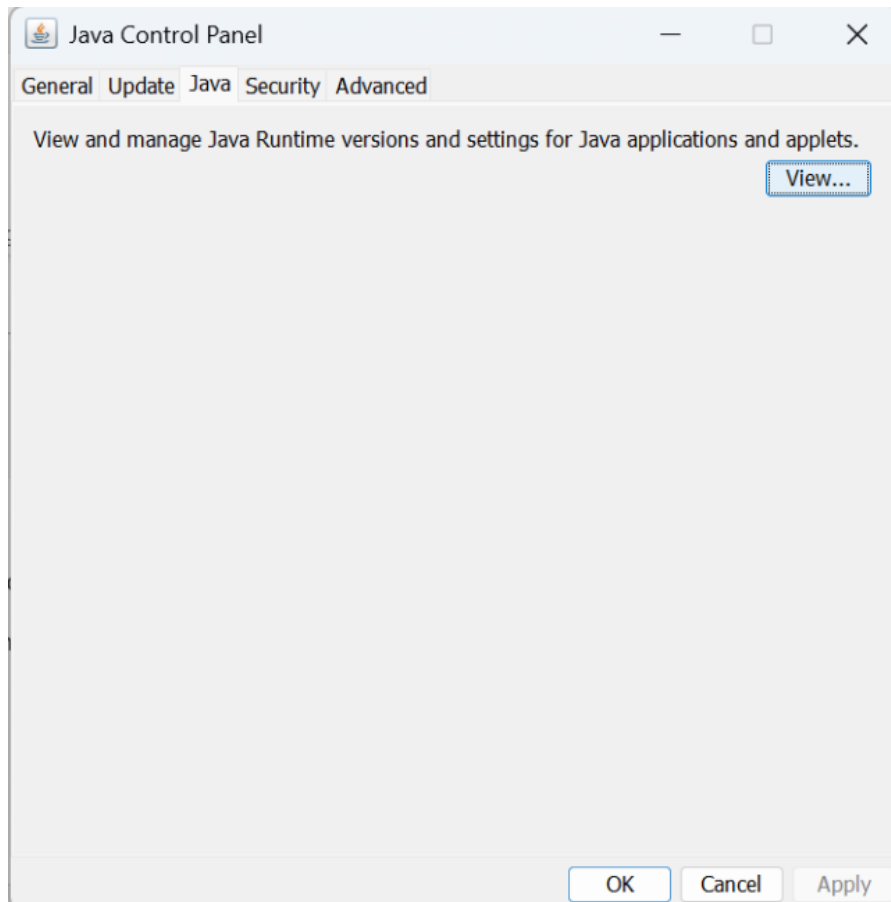 Java Control Panel
General Update Java Security Advanced
View and manage Java Runtime versions and settings for Java applications and applets.
View...
OK Cancel Apply